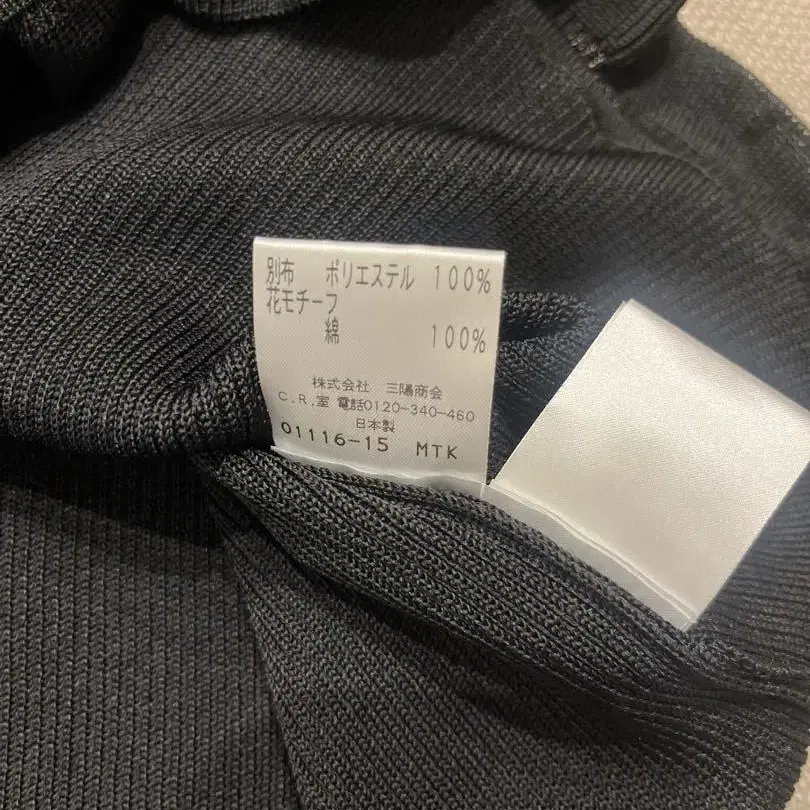 別布 ポリエステル 100%
花モチーフ
綿 100%
株式会社 三陽商会
C.R.室 電話0120-340-460
日本製
01116-15 MTK